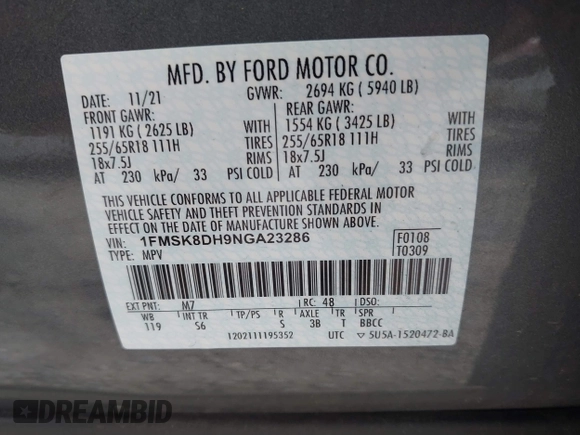 MFD. BY FORD MOTOR CO.
DATE: 11/21 GVWR: 2694 KG ( 5940 LB)
FRONT GAWR: REAR GAWR:
1191 KG ( 2625 LB) WITH 1554 KG ( 3425 LB) WITH
255/65R18 111H TIRES 255/65R18 111H TIRES
18x7.5J RIMS 18x7.5J RIMS
AT 230 kPa/ 33 PSI COLD AT 230 kPa/ 33 PSI COLD
THIS VEHICLE CONFORMS TO ALL APPLICABLE FEDERAL MOTOR
VEHICLE SAFETY AND THEFT PREVENTION STANDARDS IN
EFFECT ON THE DATE OF MANUFACTURE SHOWN ABOVE.
VIN: 1FMSK8DH9NGA23286 F0108
TYPE: MPV T0309
EXT PNT: M7 RC: 48 DSO:
WB INT TR TP/PS R AXLE TR SPR
119 S6 S 3B T BBCC
1202111195352 UTC ▽ 5U5A-1520472-BA
DREAMBID